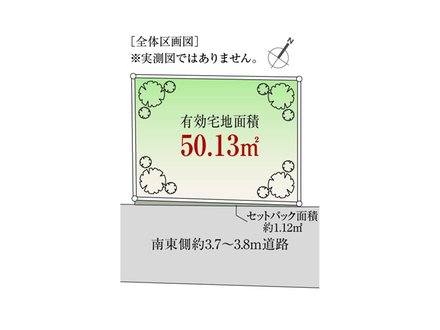 ［全体区画図］
※実測図ではありません。
N
有効宅地面積
50.13㎡
セットバック面積
約1.12㎡
南東側約3.7〜3.8m道路